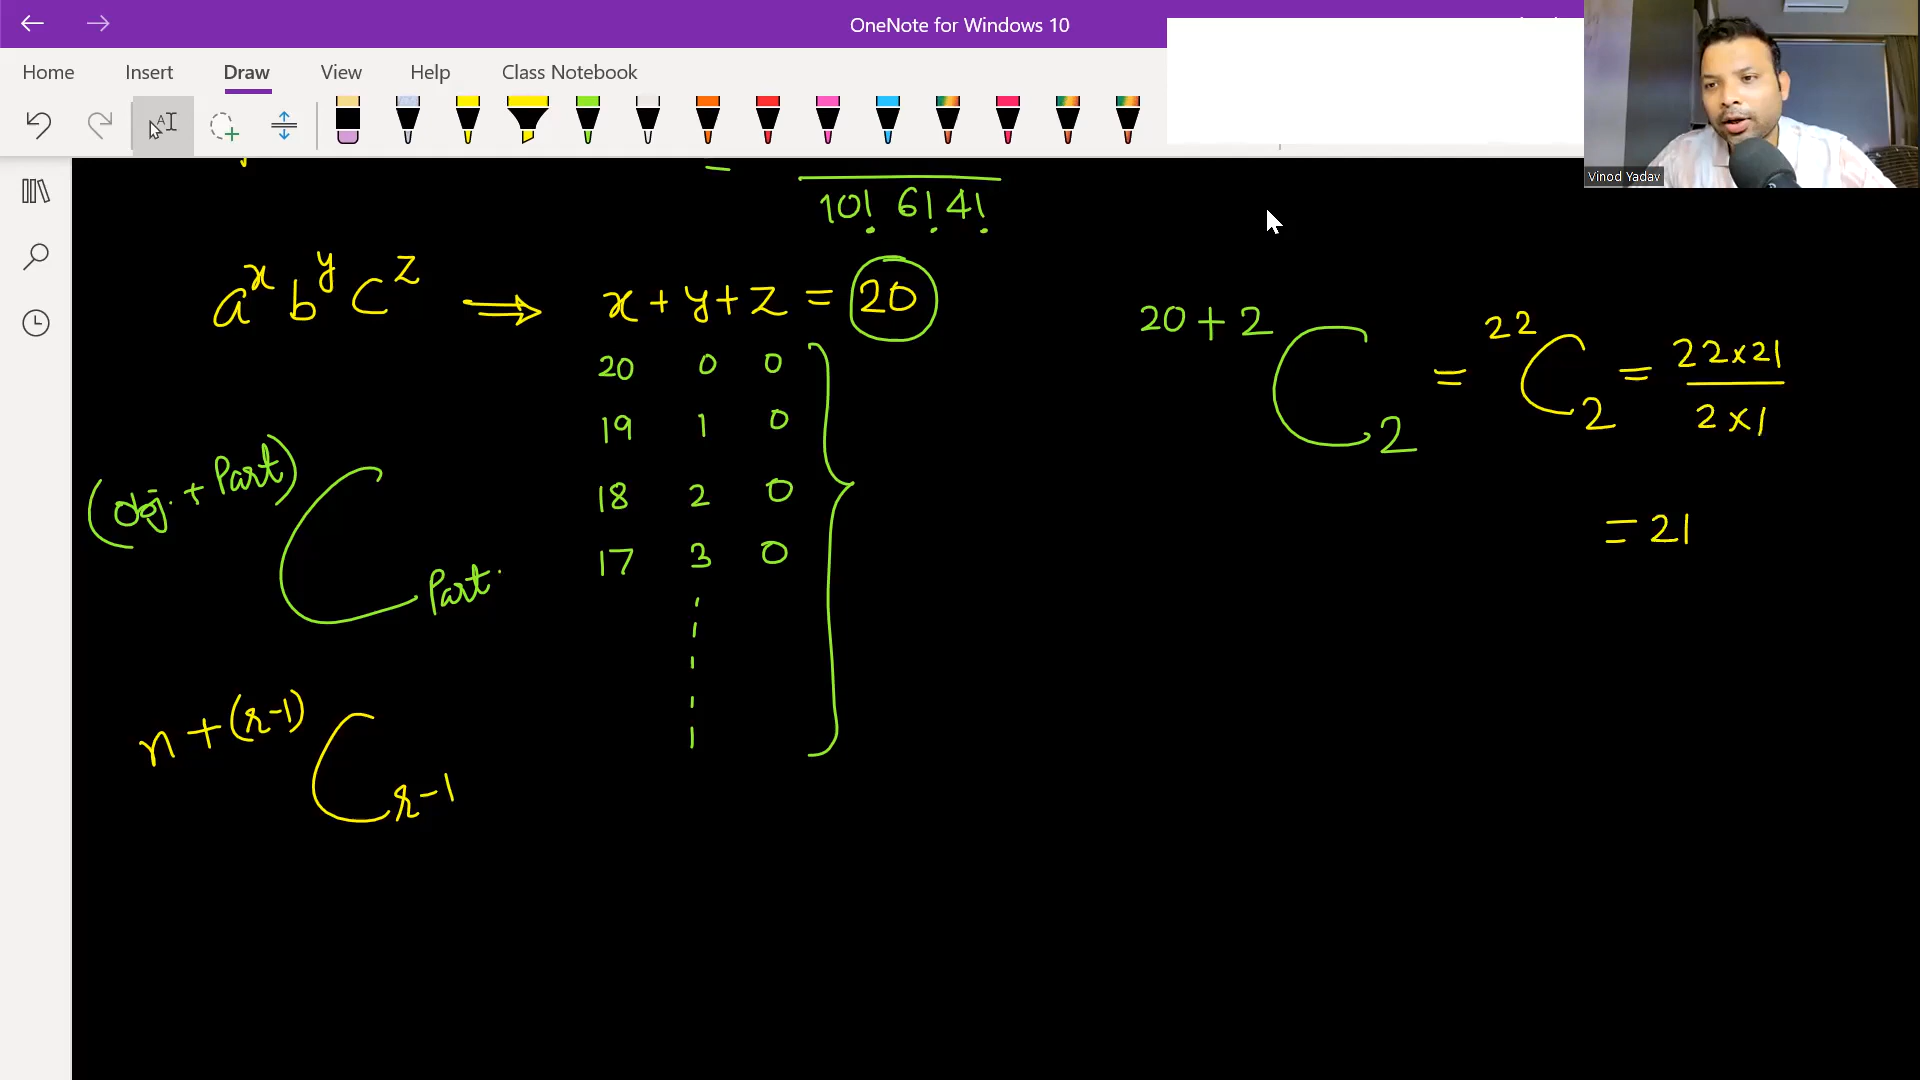 OneNote for Windows 10
Home Insert Draw View Help Class Notebook
Vinod Yadav
10! 6! 4!
a^x b^y c^z ⟹ x + y + z = 20
20 0 0
19 1 0
18 2 0
17 3 0
(obj. + Part) C Part.
n + (r-1) C r-1
20 + 2 C 2 = 22 C 2 = 22 x 21 / 2 x 1
= 21